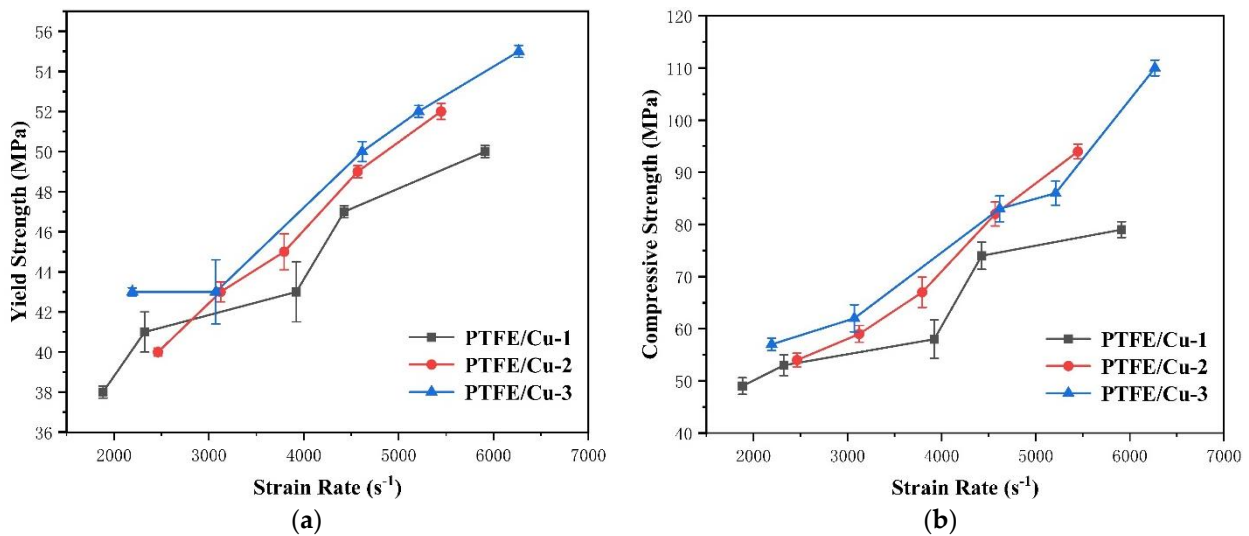 56
54
52
50
48
46
44
42
40
38
36
Yield Strength (MPa)
PTFE/Cu-1
PTFE/Cu-2
PTFE/Cu-3
2000 3000 4000 5000 6000 7000
Strain Rate (s⁻¹)
(a)
120
110
100
90
80
70
60
50
40
Compressive Strength (MPa)
PTFE/Cu-1
PTFE/Cu-2
PTFE/Cu-3
2000 3000 4000 5000 6000 7000
Strain Rate (s⁻¹)
(b)